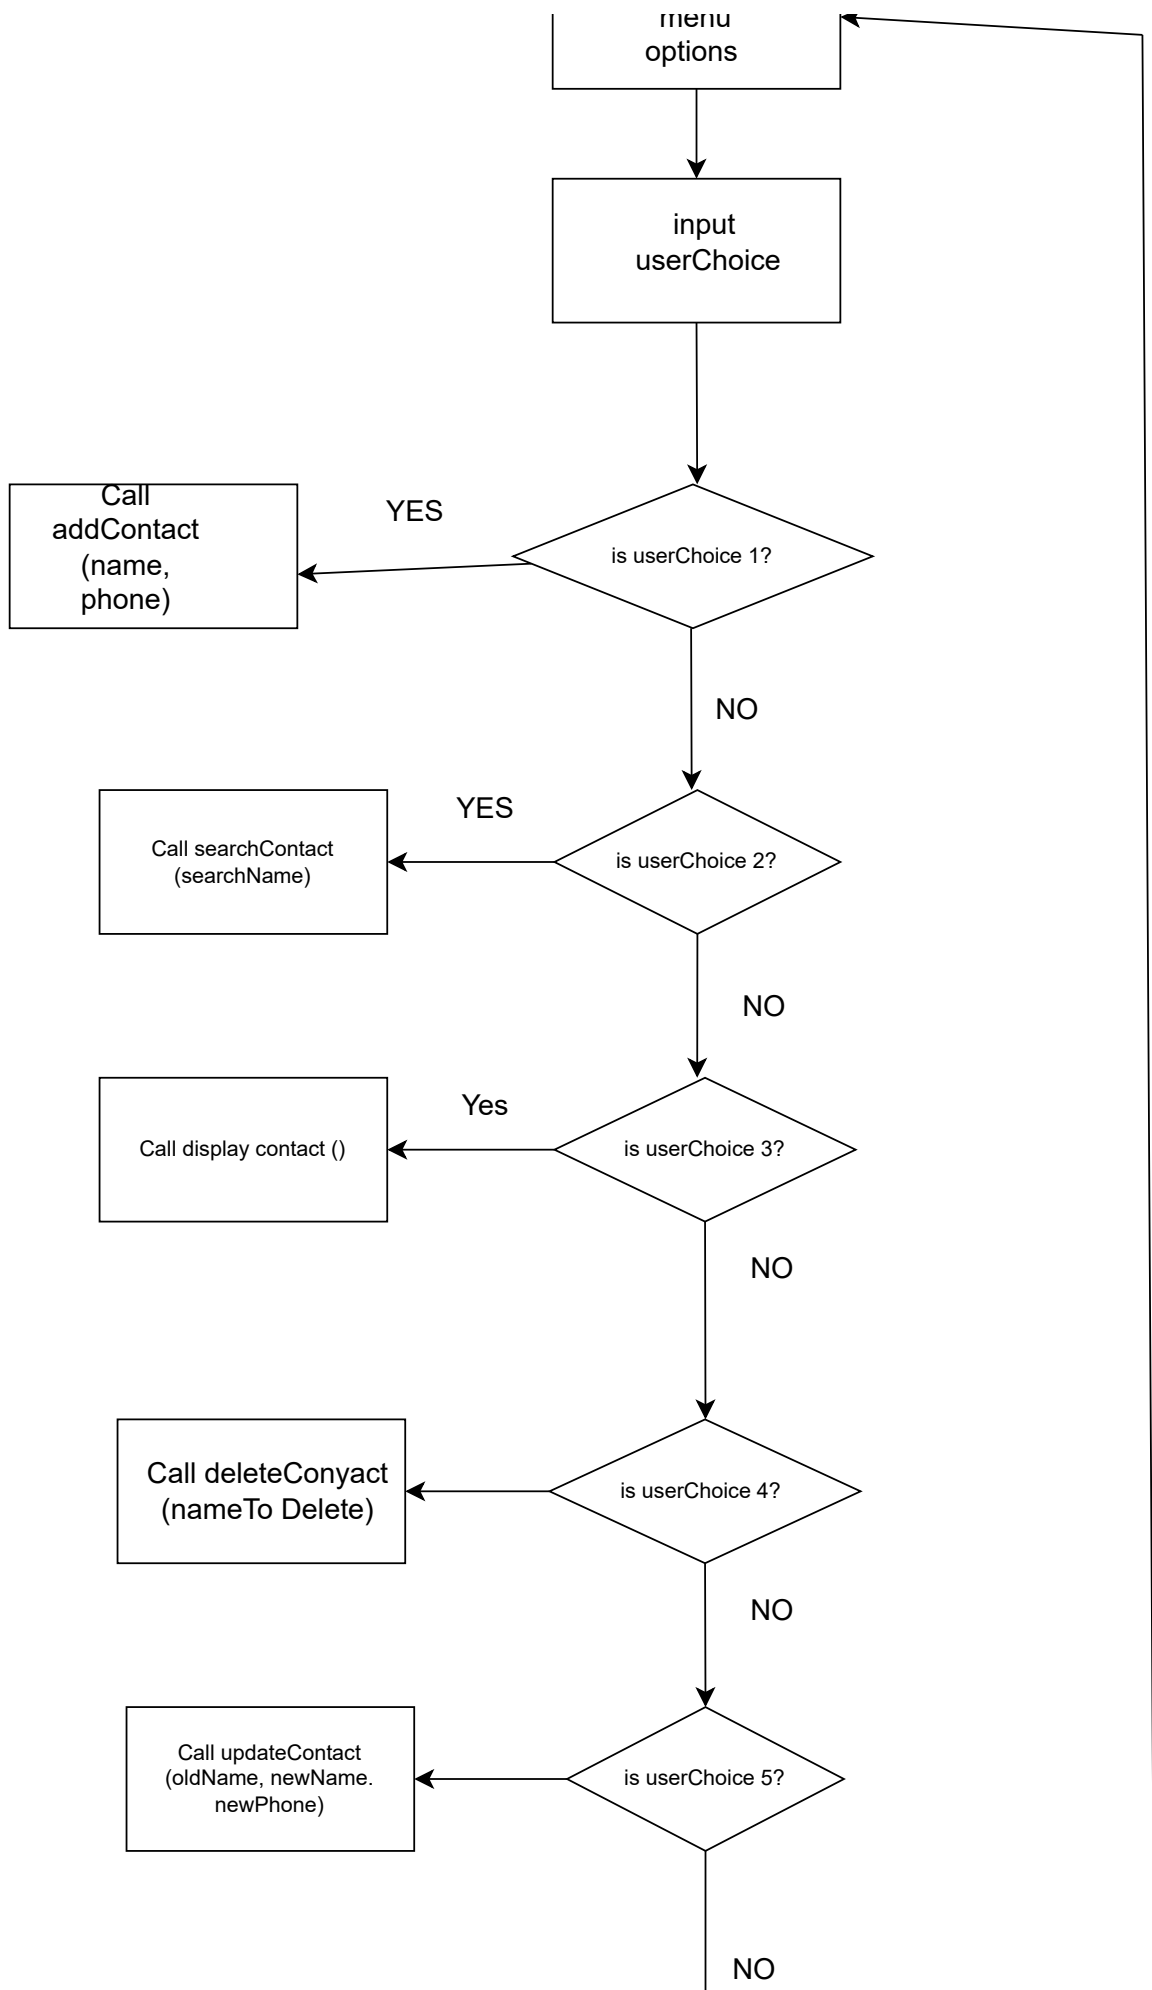 menu
options
input
userChoice
Call
addContact
(name,
phone)
YES
is userChoice 1?
NO
YES
Call searchContact
(searchName)
is userChoice 2?
NO
Yes
Call display contact ()
is userChoice 3?
NO
Call deleteConyact
(nameTo Delete)
is userChoice 4?
NO
Call updateContact
(oldName, newName.
newPhone)
is userChoice 5?
NO